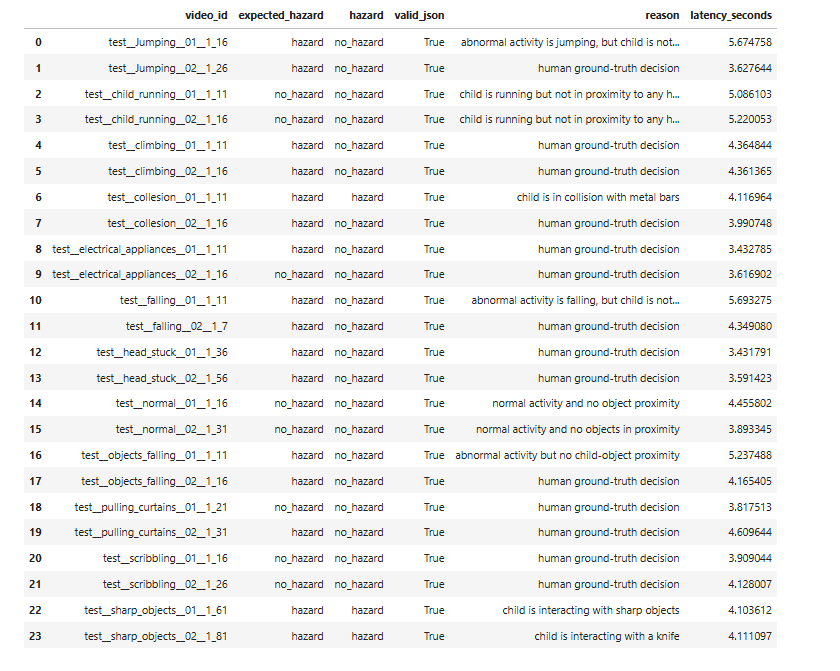 video_id expected_hazard hazard valid_json reason latency_seconds
0 test__Jumping__01__1_16 hazard no_hazard True abnormal activity is jumping, but child is not... 5.674758
1 test__Jumping__02__1_26 hazard no_hazard True human ground-truth decision 3.627644
2 test__child_running__01__1_11 no_hazard no_hazard True child is running but not in proximity to any h... 5.086103
3 test__child_running__02__1_16 no_hazard no_hazard True child is running but not in proximity to any h... 5.220053
4 test__climbing__01__1_11 hazard no_hazard True human ground-truth decision 4.364844
5 test__climbing__02__1_16 hazard no_hazard True human ground-truth decision 4.361365
6 test__collesion__01__1_11 hazard hazard True child is in collision with metal bars 4.116964
7 test__collesion__02__1_16 hazard no_hazard True human ground-truth decision 3.990748
8 test__electrical_appliances__01__1_11 hazard no_hazard True human ground-truth decision 3.432785
9 test__electrical_appliances__02__1_16 no_hazard no_hazard True human ground-truth decision 3.616902
10 test__falling__01__1_11 hazard no_hazard True abnormal activity is falling, but child is not... 5.693275
11 test__falling__02__1_7 hazard no_hazard True human ground-truth decision 4.349080
12 test__head_stuck__01__1_36 hazard no_hazard True human ground-truth decision 3.431791
13 test__head_stuck__02__1_56 hazard no_hazard True human ground-truth decision 3.591423
14 test__normal__01__1_16 no_hazard no_hazard True normal activity and no object proximity 4.455802
15 test__normal__02__1_31 no_hazard no_hazard True normal activity and no objects in proximity 3.893345
16 test__objects_falling__01__1_11 hazard no_hazard True abnormal activity but no child-object proximity 5.237488
17 test__objects_falling__02__1_16 hazard no_hazard True human ground-truth decision 4.165405
18 test__pulling_curtains__01__1_21 no_hazard no_hazard True human ground-truth decision 3.817513
19 test__pulling_curtains__02__1_31 hazard no_hazard True human ground-truth decision 4.609644
20 test__scribbling__01__1_16 no_hazard no_hazard True human ground-truth decision 3.909044
21 test__scribbling__02__1_26 no_hazard no_hazard True human ground-truth decision 4.128007
22 test__sharp_objects__01__1_61 hazard hazard True child is interacting with sharp objects 4.103612
23 test__sharp_objects__02__1_81 hazard hazard True child is interacting with a knife 4.111097